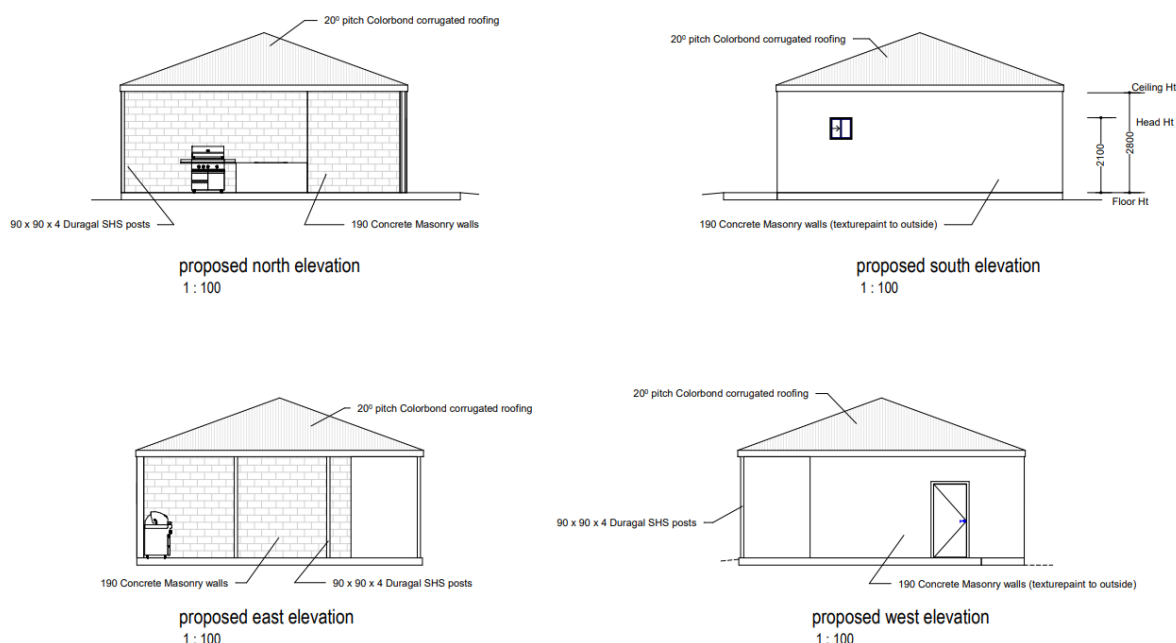 20º pitch Colorbond corrugated roofing
90 x 90 x 4 Duragal SHS posts
190 Concrete Masonry walls
proposed north elevation
1 : 100
20º pitch Colorbond corrugated roofing
Ceiling Ht
Head Ht
2100
2800
Floor Ht
190 Concrete Masonry walls (texturepaint to outside)
proposed south elevation
1 : 100
20º pitch Colorbond corrugated roofing
190 Concrete Masonry walls
90 x 90 x 4 Duragal SHS posts
proposed east elevation
1 : 100
20º pitch Colorbond corrugated roofing
90 x 90 x 4 Duragal SHS posts
190 Concrete Masonry walls (texturepaint to outside)
proposed west elevation
1 : 100